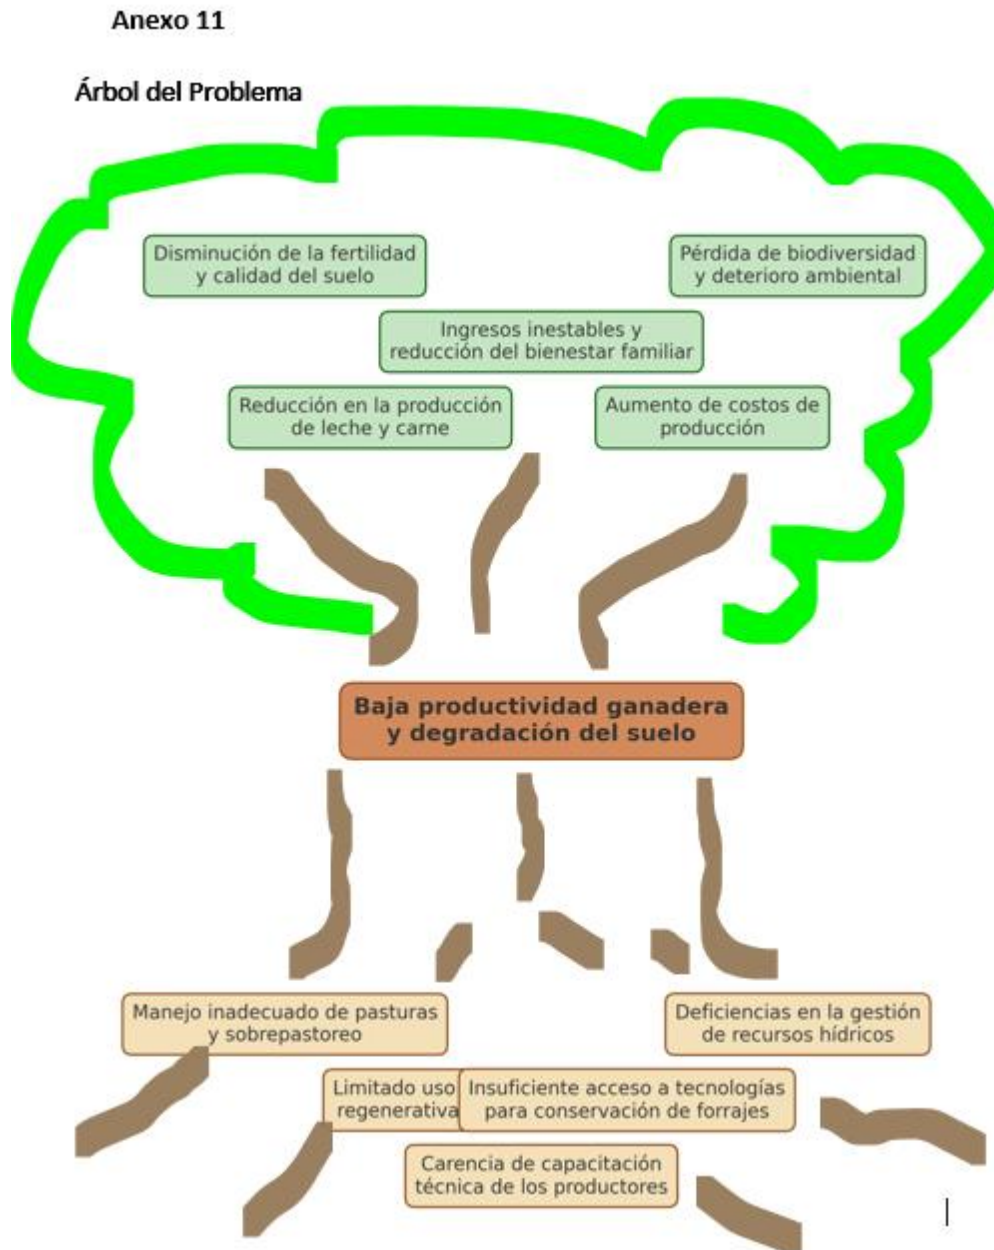 Anexo 11
Árbol del Problema
Disminución de la fertilidad
y calidad del suelo
Pérdida de biodiversidad
y deterioro ambiental
Ingresos inestables y
reducción del bienestar familiar
Reducción en la producción
de leche y carne
Aumento de costos de
producción
Baja productividad ganadera
y degradación del suelo
Manejo inadecuado de pasturas
y sobrepastoreo
Deficiencias en la gestión
de recursos hídricos
Limitado uso
regenerativa
Insuficiente acceso a tecnologías
para conservación de forrajes
Carencia de capacitación
técnica de los productores